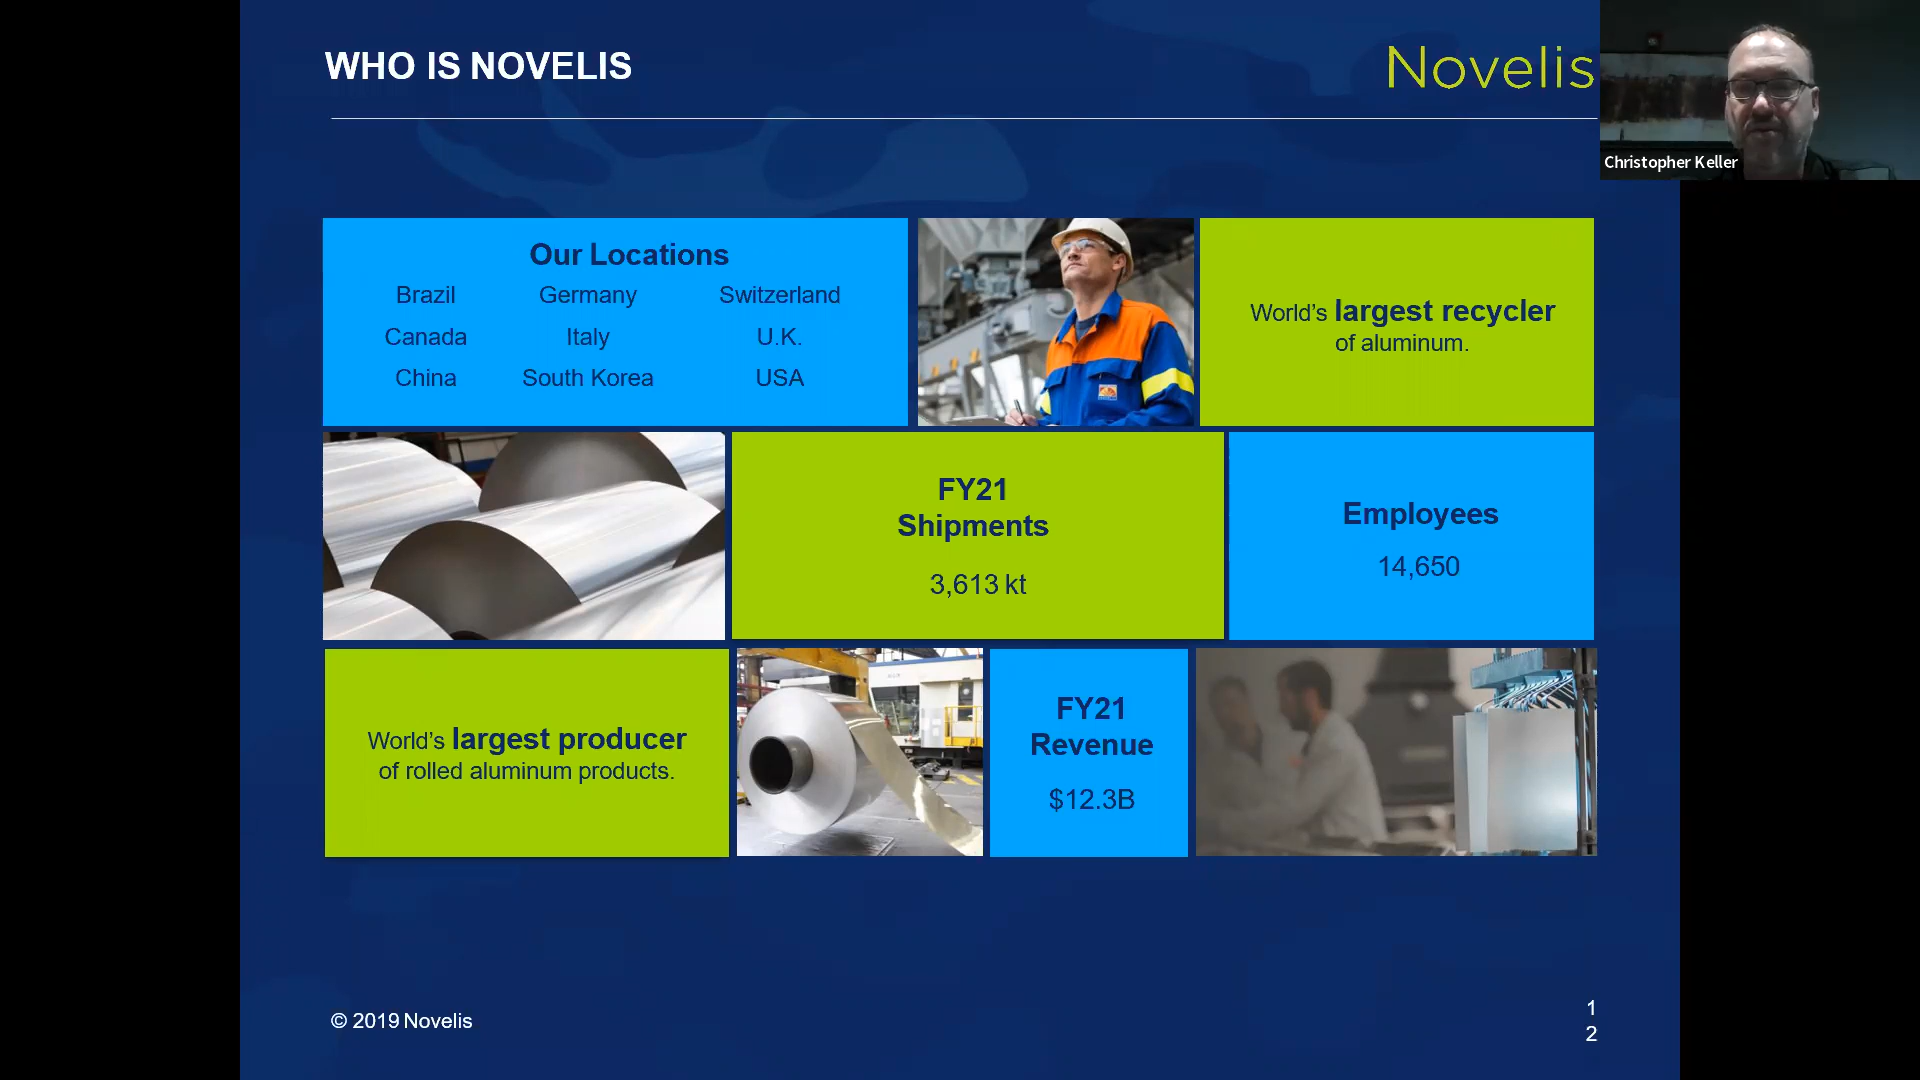 WHO IS NOVELIS
Novelis
Christopher Keller
Our Locations
Brazil Germany Switzerland
Canada Italy U.K.
China South Korea USA
World's largest recycler
of aluminum.
FY21
Shipments
3,613 kt
Employees
14,650
World's largest producer
of rolled aluminum products.
FY21
Revenue
$12.3B
© 2019 Novelis
1
2